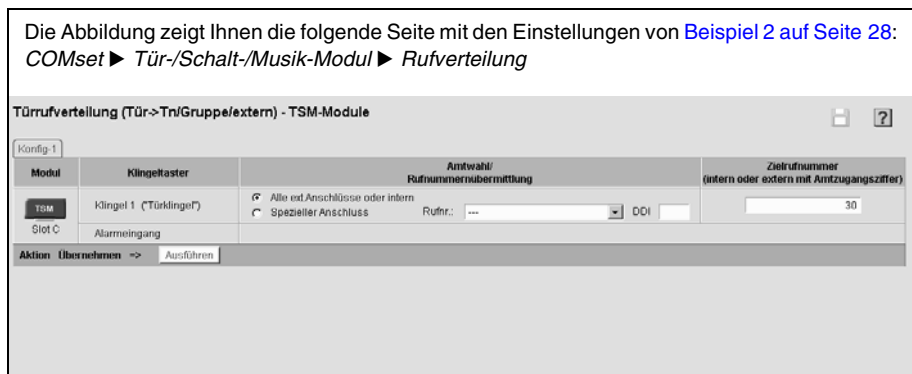 Die Abbildung zeigt Ihnen die folgende Seite mit den Einstellungen von Beispiel 2 auf Seite 28:
COMset ▶ Tür-/Schalt-/Musik-Modul ▶ Rufverteilung
Türrufverteilung (Tür->Tn/Gruppe/extern) - TSM-Module
?
Konfig-1
Modul Klingeltaster Amtwahl/ Zielrufnummer
Rufnummernübermittlung (intern oder extern mit Amtzugangsziffer)
TSM Klingel 1 ("Türklingel") Alle ext.Anschlüsse oder intern 30
Spezieller Anschluss Rufnr.: --- DDI
Slot C Alarmeingang
Aktion Übernehmen => Ausführen